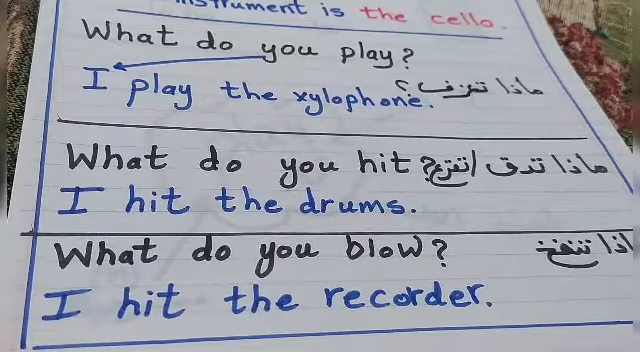 instrument is the cello.
What do you play?
I play the xylophone. ماذا تعزف؟
What do you hit? ماذا تدق / تقرع
I hit the drums.
What do you blow? اذا تنفخ
I hit the recorder.